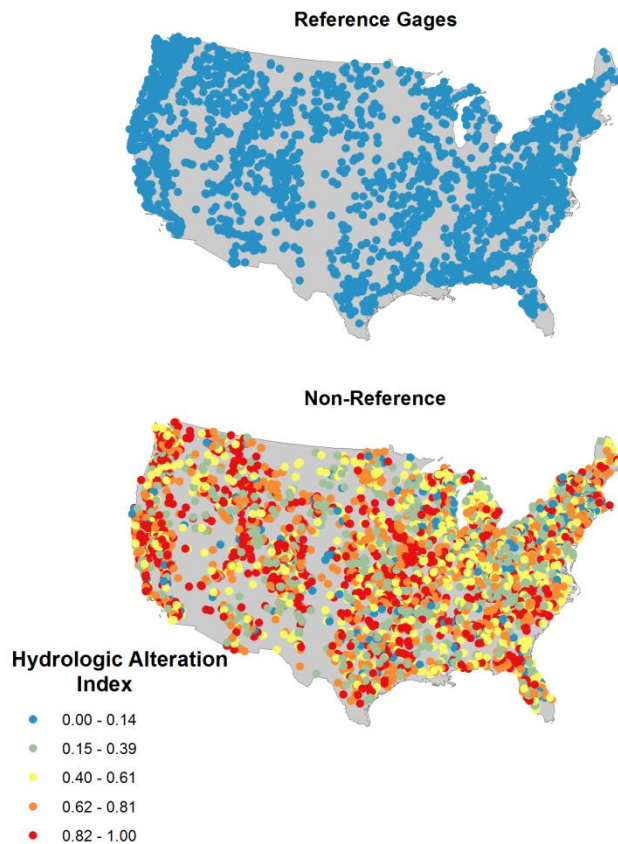 Reference Gages
Non-Reference
Hydrologic Alteration
Index
0.00 - 0.14
0.15 - 0.39
0.40 - 0.61
0.62 - 0.81
0.82 - 1.00